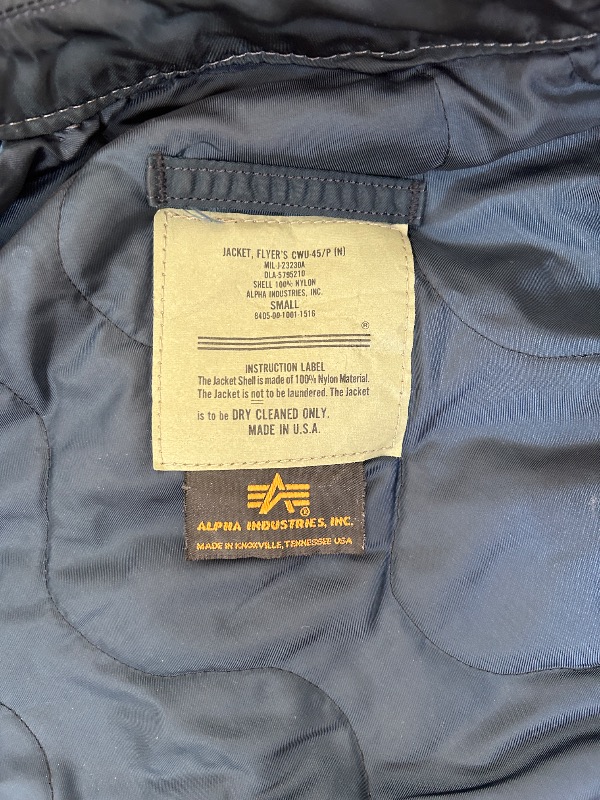 JACKET, FLYER'S CWU-45/P (N)
MIL-J-23230A
DLA-5785210
SHELL 100% NYLON
ALPHA INDUSTRIES, INC.
SMALL
8405-00-1001-1516
®
INSTRUCTION LABEL
The Jacket Shell is made of 100% Nylon Material.
The Jacket is not to be laundered. The Jacket
is to be DRY CLEANED ONLY.
MADE IN U.S.A.
®
ALPHA INDUSTRIES, INC.
MADE IN KNOXVILLE, TENNESSEE USA